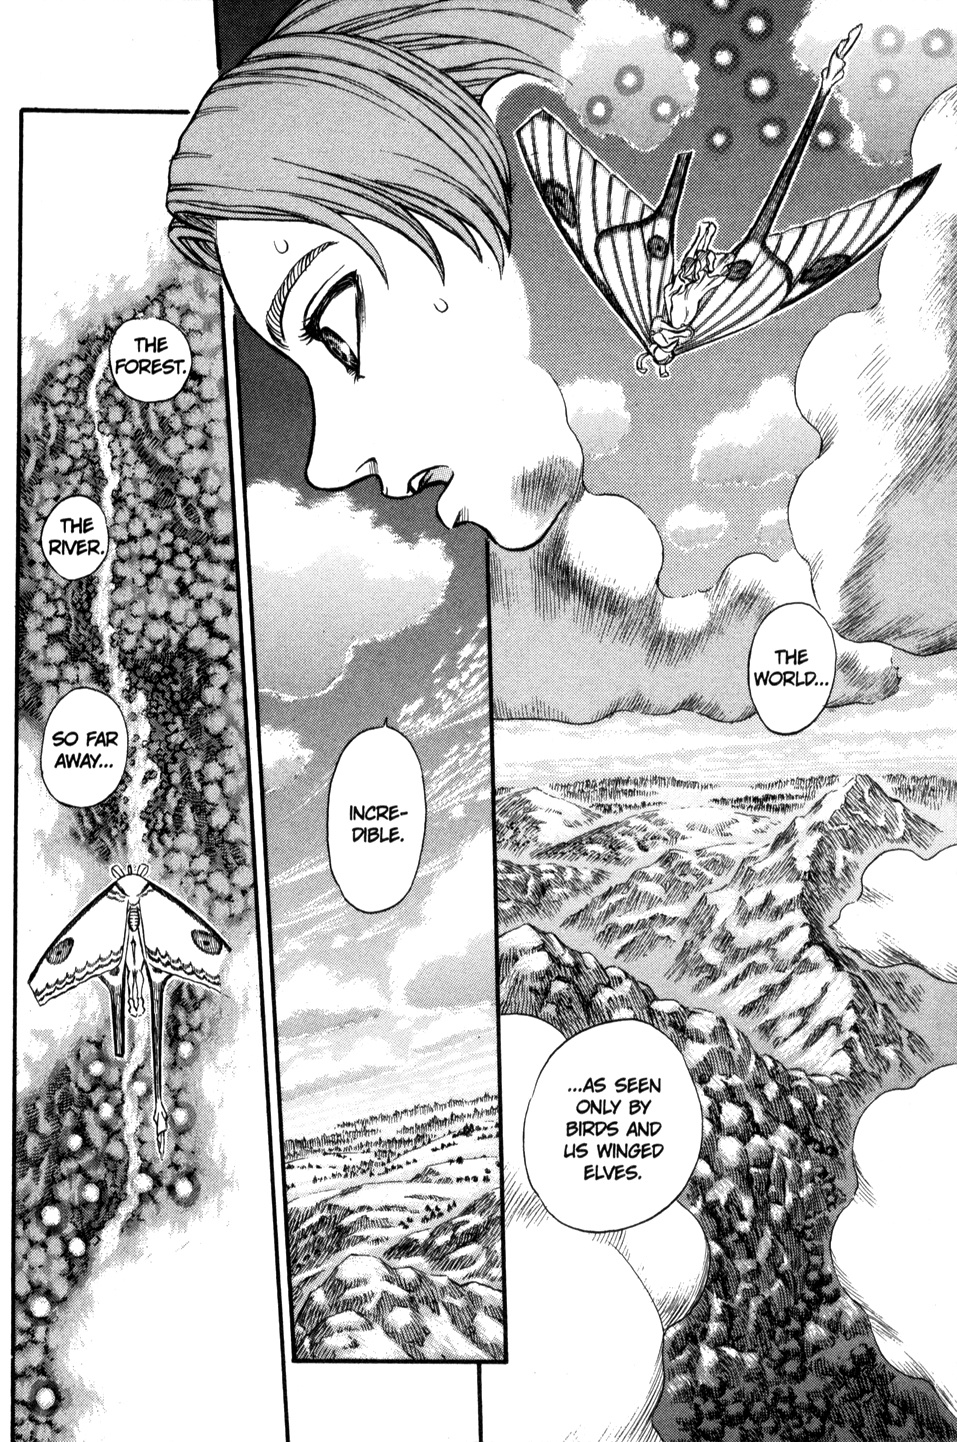 THE
WORLD...
...AS SEEN
ONLY BY
BIRDS AND
US WINGED
ELVES.
INCRE-
DIBLE.
THE
FOREST.
THE
RIVER.
SO FAR
AWAY...